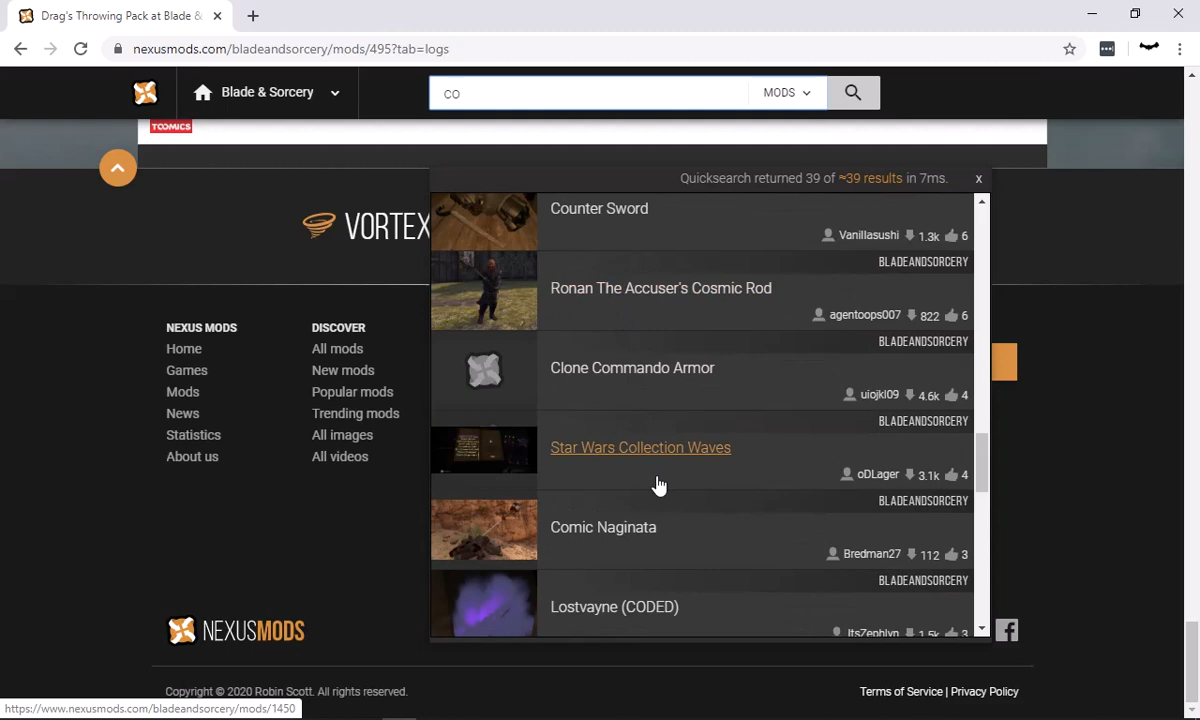 Drag's Throwing Pack at Blade &
nexusmods.com/bladeandsorcery/mods/495?tab=logs
Blade & Sorcery
co
MODS
TOOMICS
Quicksearch returned 39 of ≈39 results in 7ms.
x
VORTEX
Counter Sword
Vanillasushi 1.3k 6
BLADEANDSORCERY
Ronan The Accuser's Cosmic Rod
agentoops007 822 6
BLADEANDSORCERY
Clone Commando Armor
uiojkl09 4.6k 4
BLADEANDSORCERY
Star Wars Collection Waves
oDLager 3.1k 4
BLADEANDSORCERY
Comic Naginata
Bredman27 112 3
BLADEANDSORCERY
Lostvayne (CODED)
ItsZephlyn 1.5k 3
NEXUS MODS
Home
Games
Mods
News
Statistics
About us
DISCOVER
All mods
New mods
Popular mods
Trending mods
All images
All videos
NEXUSMODS
Copyright © 2020 Robin Scott. All rights reserved.
Terms of Service | Privacy Policy
https://www.nexusmods.com/bladeandsorcery/mods/1450